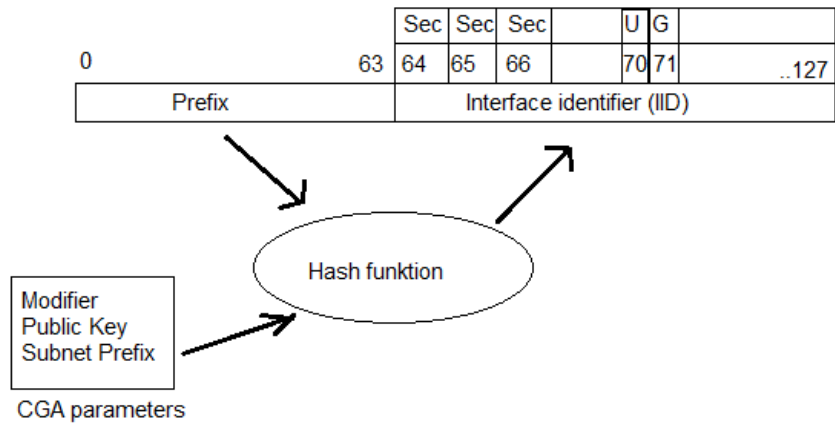 Sec Sec Sec U G
0 63 64 65 66 70 71 ..127
Prefix Interface identifier (IID)
Hash funktion
Modifier
Public Key
Subnet Prefix
CGA parameters